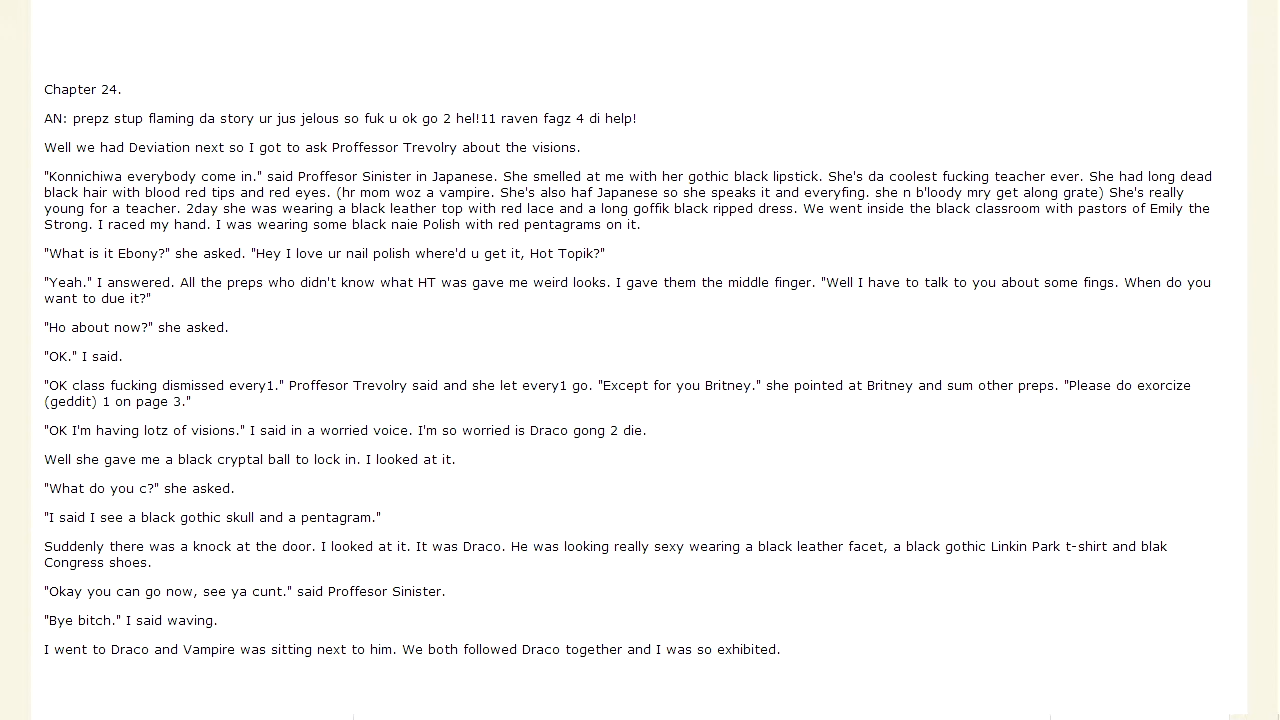 Chapter 24.
AN: prepz stup flaming da story ur jus jelous so fuk u ok go 2 hel!11 raven fagz 4 di help!
Well we had Deviation next so I got to ask Proffessor Trevolry about the visions.
"Konnichiwa everybody come in." said Proffesor Sinister in Japanese. She smelled at me with her gothic black lipstick. She's da coolest fucking teacher ever. She had long dead
black hair with blood red tips and red eyes. (hr mom woz a vampire. She's also haf Japanese so she speaks it and everyfing. she n b'loody mry get along grate) She's really
young for a teacher. 2day she was wearing a black leather top with red lace and a long goffik black ripped dress. We went inside the black classroom with pastors of Emily the
Strong. I raced my hand. I was wearing some black naie Polish with red pentagrams on it.
"What is it Ebony?" she asked. "Hey I love ur nail polish where'd u get it, Hot Topik?"
"Yeah." I answered. All the preps who didn't know what HT was gave me weird looks. I gave them the middle finger. "Well I have to talk to you about some fings. When do you
want to due it?"
"Ho about now?" she asked.
"OK." I said.
"OK class fucking dismissed every1." Proffesor Trevolry said and she let every1 go. "Except for you Britney." she pointed at Britney and sum other preps. "Please do exorcize
(geddit) 1 on page 3."
"OK I'm having lotz of visions." I said in a worried voice. I'm so worried is Draco gong 2 die.
Well she gave me a black cryptal ball to lock in. I looked at it.
"What do you c?" she asked.
"I said I see a black gothic skull and a pentagram."
Suddenly there was a knock at the door. I looked at it. It was Draco. He was looking really sexy wearing a black leather facet, a black gothic Linkin Park t-shirt and blak
Congress shoes.
"Okay you can go now, see ya cunt." said Proffesor Sinister.
"Bye bitch." I said waving.
I went to Draco and Vampire was sitting next to him. We both followed Draco together and I was so exhibited.